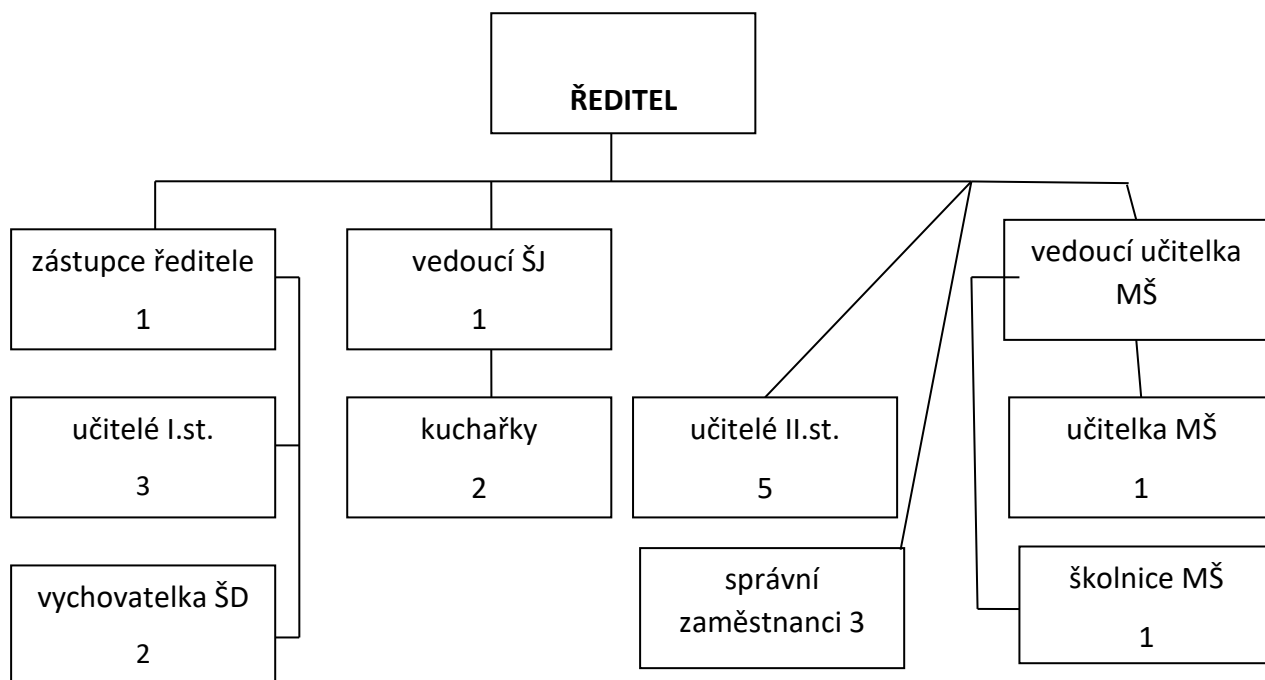 ŘEDITEL
zástupce ředitele
1
vedoucí ŠJ
1
vedoucí učitelka
MŠ
učitelé I.st.
3
kuchařky
2
učitelé II.st.
5
učitelka MŠ
1
vychovatelka ŠD
2
správní
zaměstnanci 3
školnice MŠ
1